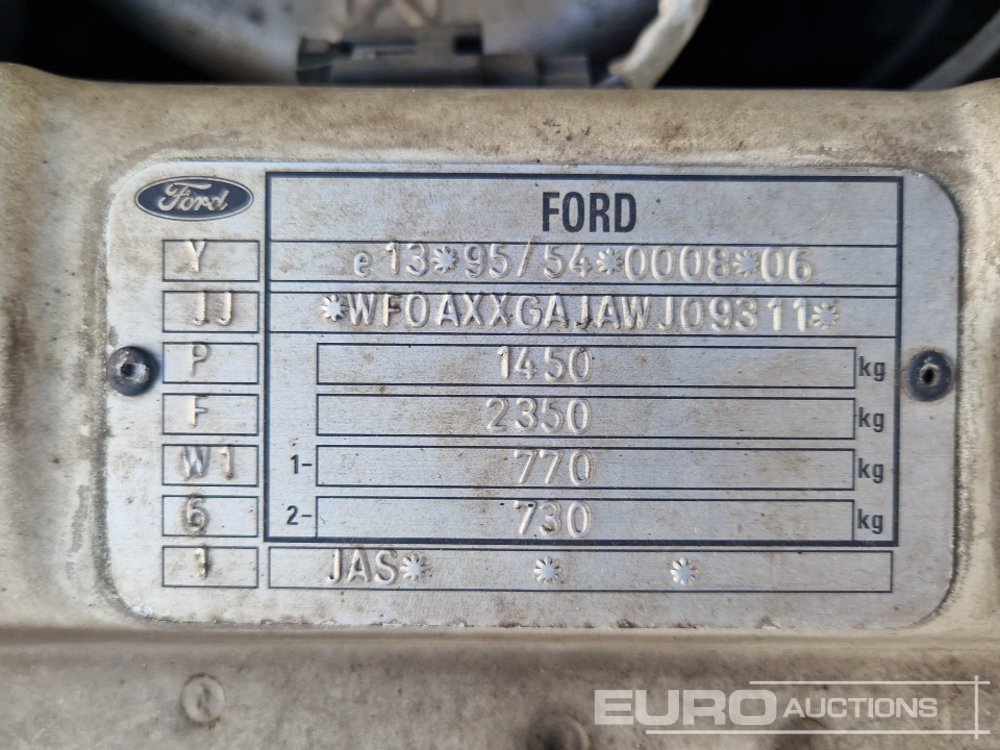 Ford FORD
Y e13*95/54*0008*06
JJ *WF0AXXGAJAWJ09311*
P 1450 kg
F 2350 kg
W1 1- 770
6 2- 730 kg
1 JAS* * *
EURO AUCTIONS